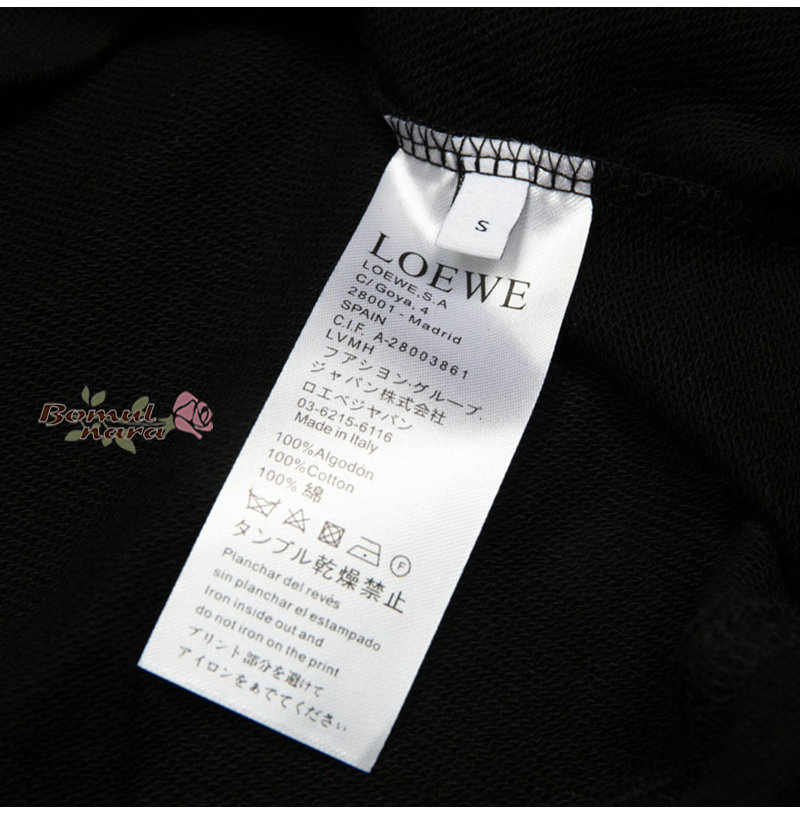 S
LOEWE
LOEWE,S.A
C/ Goya, 4
28001 - Madrid
SPAIN
C.I.F. A-28003861
LVMH
ファション·グループ.
ジャパン株式会社
ロエベジャパン
03-6215-6116
Made in Italy
100%Algodón
100%Cotton
100% 綿
F
タンブル乾燥禁止
Planchar del revés
sin planchar el estampado
Iron inside out and
do not iron on the print
プリント部分を避けて
アイロンをあててください
Bomul
nara